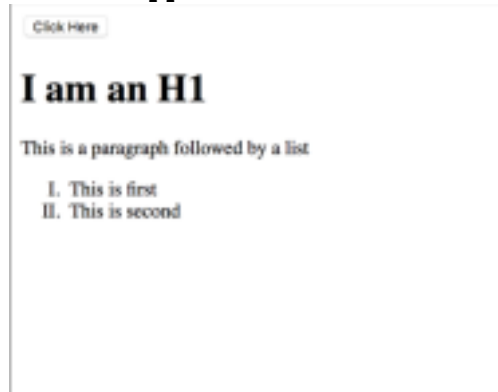 Click Here
I am an H1
This is a paragraph followed by a list
I. This is first
II. This is second